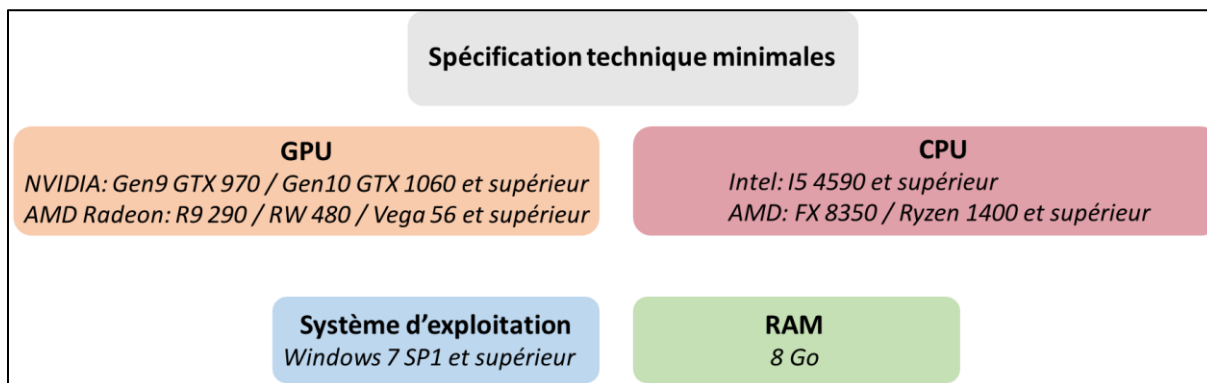 Spécification technique minimales
GPU
NVIDIA: Gen9 GTX 970 / Gen10 GTX 1060 et supérieur
AMD Radeon: R9 290 / RW 480 / Vega 56 et supérieur
CPU
Intel: I5 4590 et supérieur
AMD: FX 8350 / Ryzen 1400 et supérieur
Système d'exploitation
Windows 7 SP1 et supérieur
RAM
8 Go